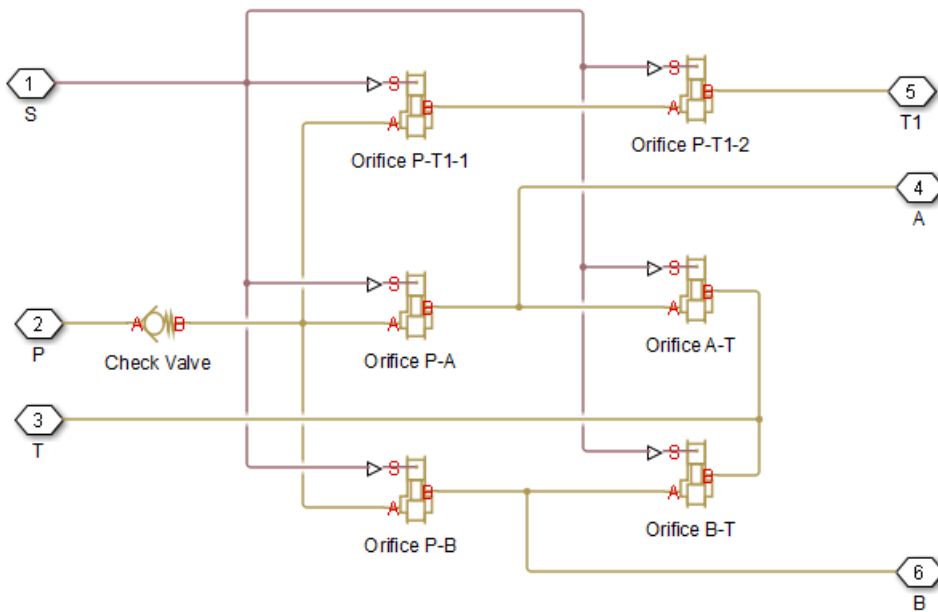 1
S
S
A
B
Orifice P-T1-1
S
A
B
Orifice P-T1-2
5
T1
4
A
2
P
A
B
Check Valve
S
A
B
Orifice P-A
S
A
B
Orifice A-T
3
T
S
A
B
Orifice P-B
S
A
B
Orifice B-T
6
B